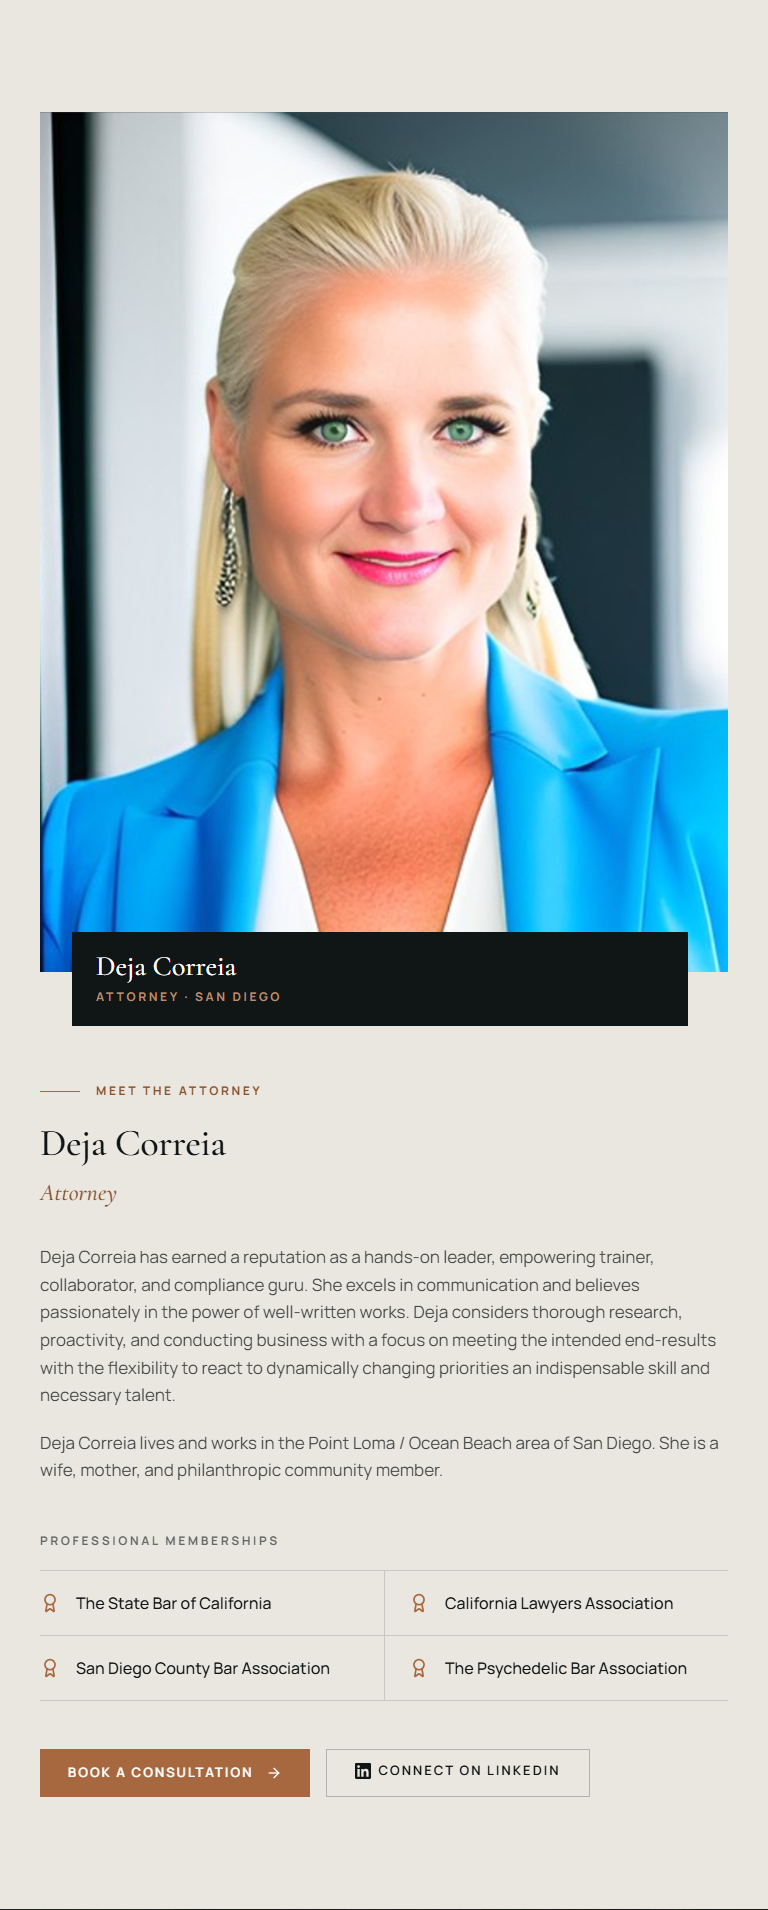 Deja Correia
ATTORNEY · SAN DIEGO
MEET THE ATTORNEY
Deja Correia
Attorney
Deja Correia has earned a reputation as a hands-on leader, empowering trainer,
collaborator, and compliance guru. She excels in communication and believes
passionately in the power of well-written works. Deja considers thorough research,
proactivity, and conducting business with a focus on meeting the intended end-results
with the flexibility to react to dynamically changing priorities an indispensable skill and
necessary talent.
Deja Correia lives and works in the Point Loma / Ocean Beach area of San Diego. She is a
wife, mother, and philanthropic community member.
PROFESSIONAL MEMBERSHIPS
The State Bar of California
California Lawyers Association
San Diego County Bar Association
The Psychedelic Bar Association
BOOK A CONSULTATION →
CONNECT ON LINKEDIN